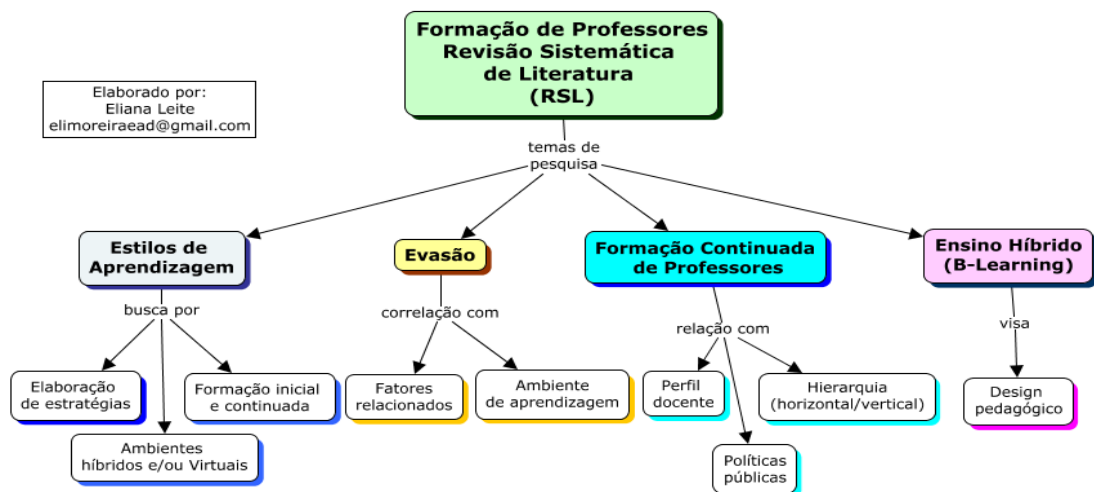 Formação de Professores
Revisão Sistemática
de Literatura
(RSL)
Elaborado por:
Eliana Leite
elimoreiraead@gmail.com
temas de
pesquisa
Estilos de
Aprendizagem
Evasão
Formação Continuada
de Professores
Ensino Híbrido
(B-Learning)
busca por
correlação com
relação com
visa
Elaboração
de estratégias
Formação inicial
e continuada
Ambientes
híbridos e/ou Virtuais
Fatores
relacionados
Ambiente
de aprendizagem
Perfil
docente
Hierarquia
(horizontal/vertical)
Políticas
públicas
Design
pedagógico